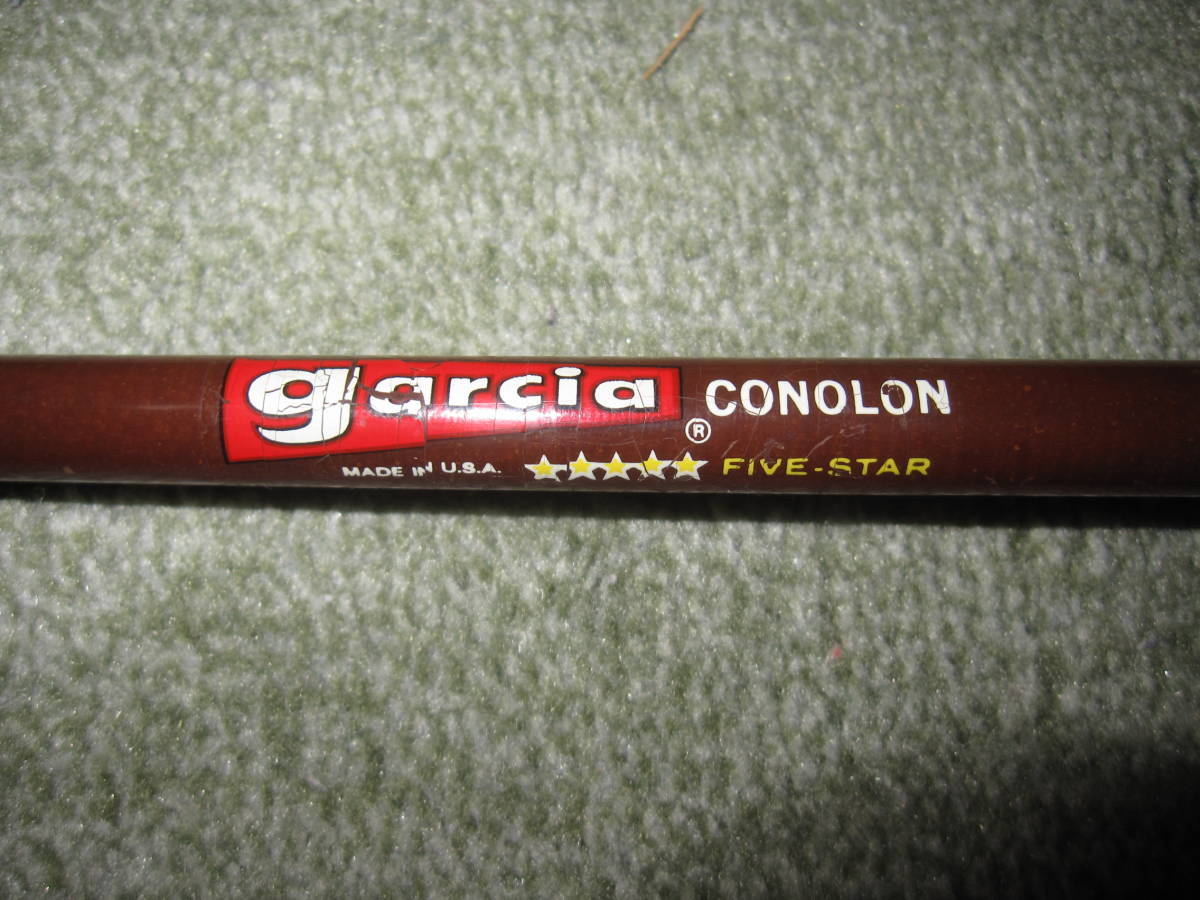 garcia CONOLON
®
MADE IN U.S.A. FIVE-STAR